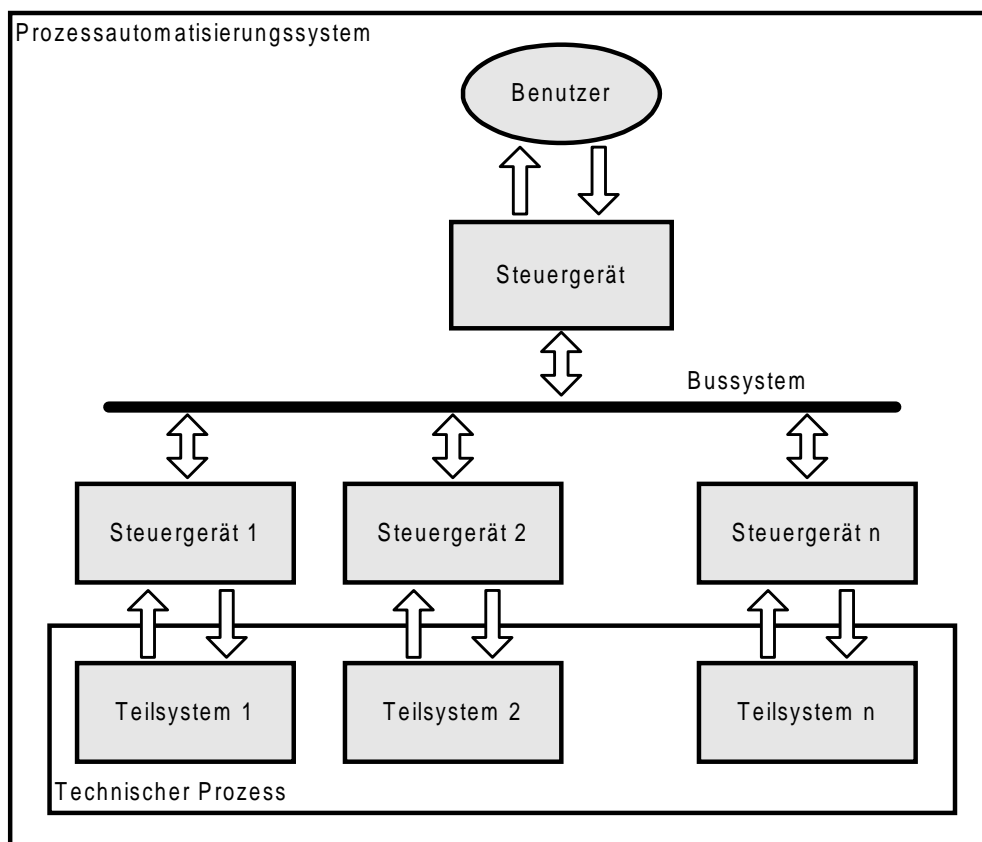 Prozessautomatisierungssystem
Benutzer
Steuergerät
Bussystem
Steuergerät 1
Steuergerät 2
Steuergerät n
Teilsystem 1
Teilsystem 2
Teilsystem n
Technischer Prozess